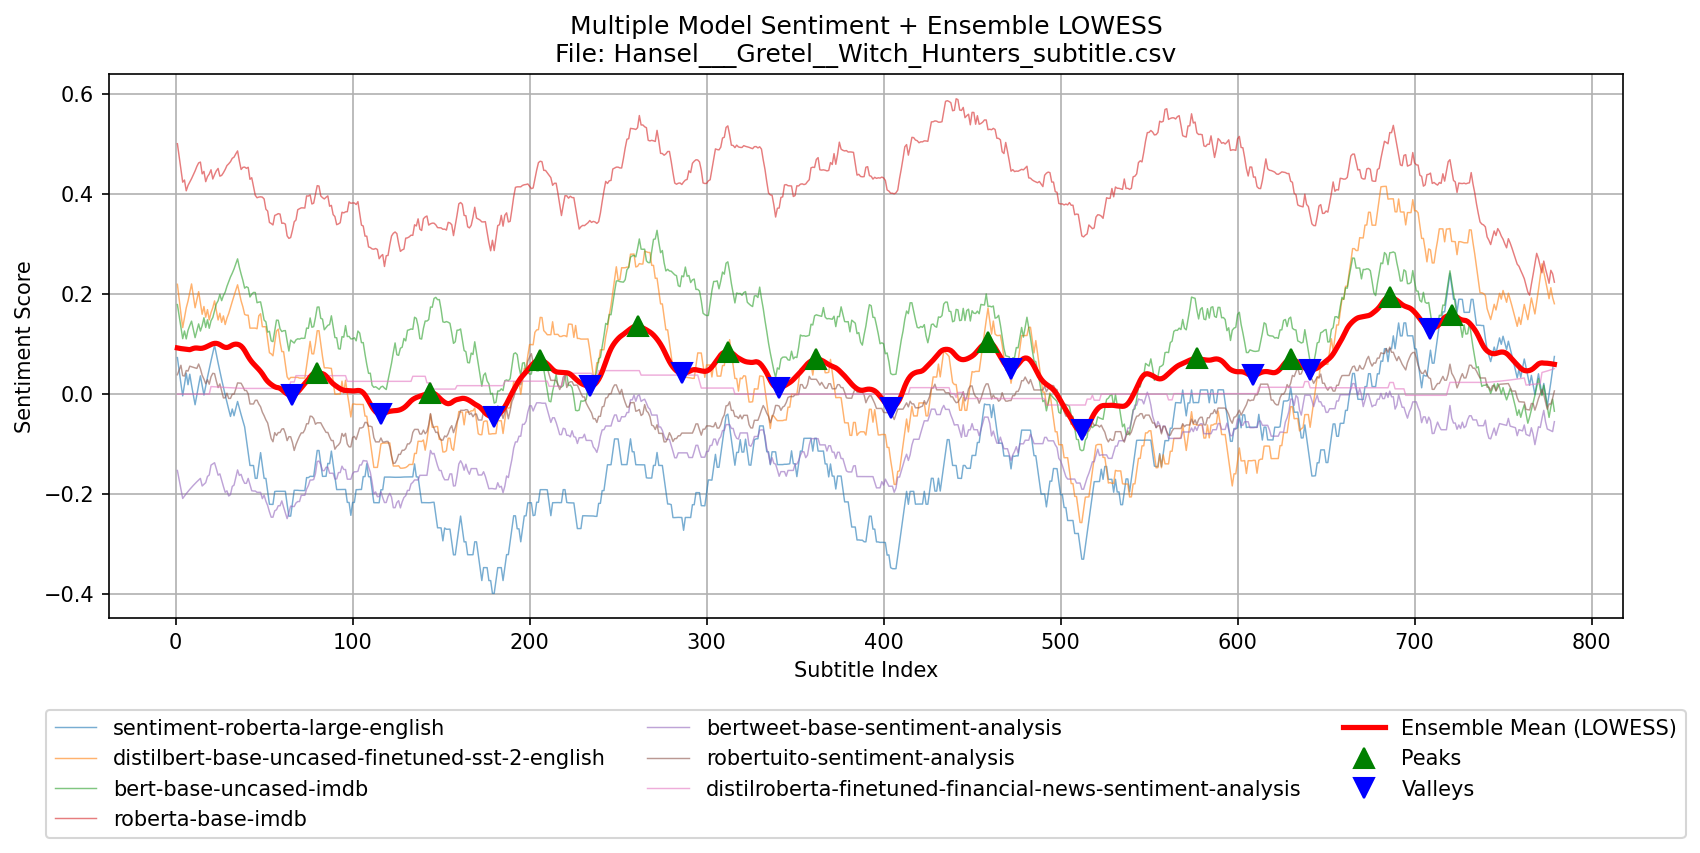 Multiple Model Sentiment + Ensemble LOWESS
File: Hansel___Gretel__Witch_Hunters_subtitle.csv
Sentiment Score
0.6
0.4
0.2
0.0
−0.2
−0.4
0 100 200 300 400 500 600 700 800
Subtitle Index
sentiment-roberta-large-english
distilbert-base-uncased-finetuned-sst-2-english
bert-base-uncased-imdb
roberta-base-imdb
bertweet-base-sentiment-analysis
robertuito-sentiment-analysis
distilroberta-finetuned-financial-news-sentiment-analysis
Ensemble Mean (LOWESS)
Peaks
Valleys